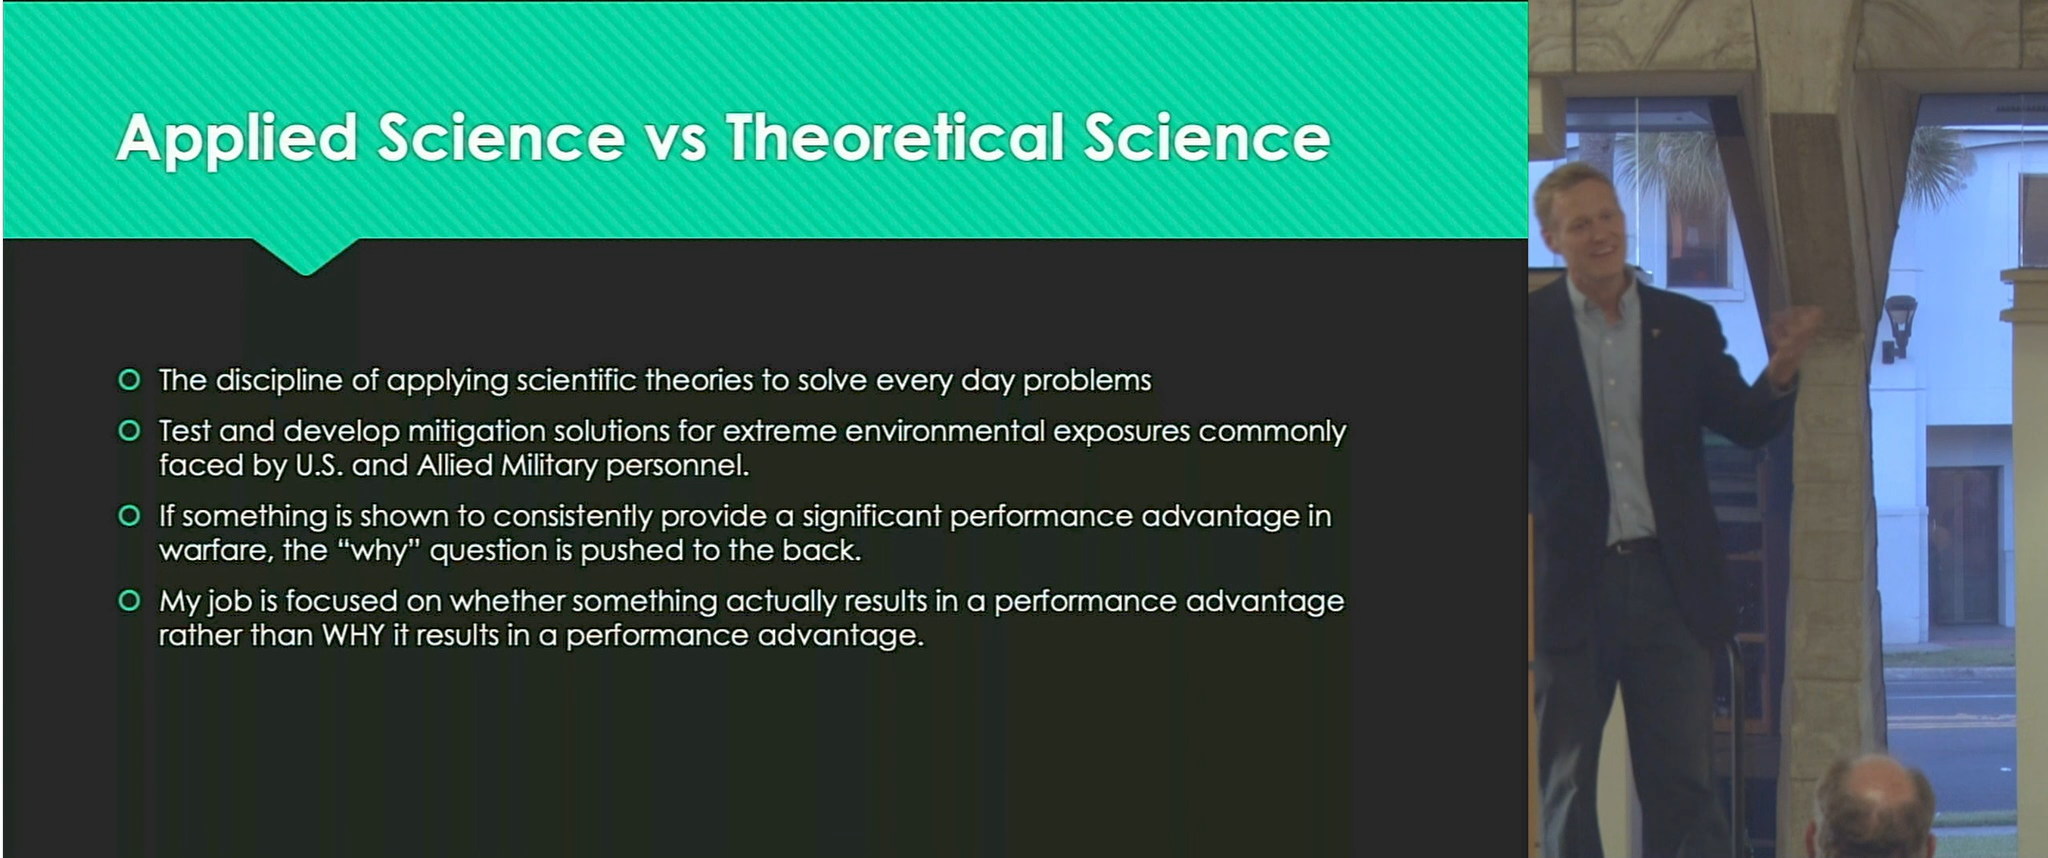 Applied Science vs Theoretical Science
The discipline of applying scientific theories to solve every day problems
Test and develop mitigation solutions for extreme environmental exposures commonly
faced by U.S. and Allied Military personnel.
If something is shown to consistently provide a significant performance advantage in
warfare, the “why” question is pushed to the back.
My job is focused on whether something actually results in a performance advantage
rather than WHY it results in a performance advantage.